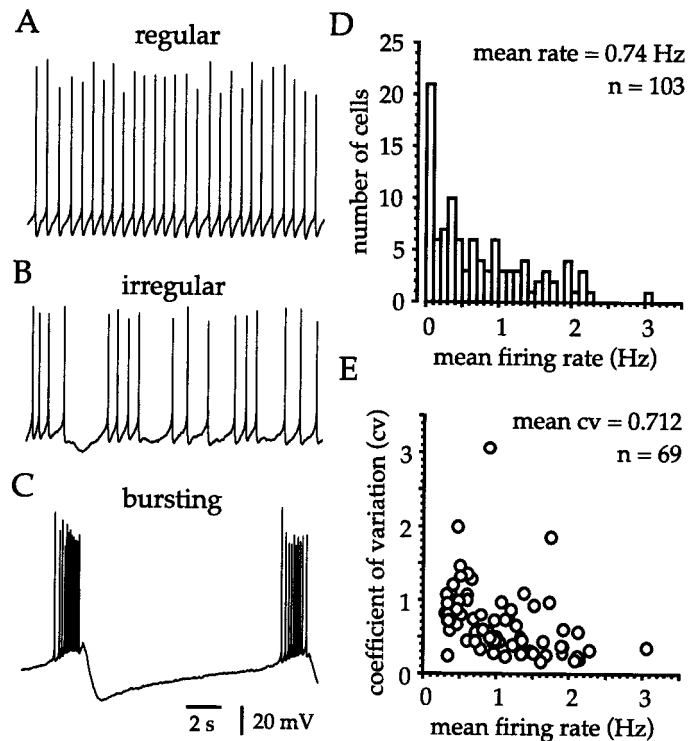 A
regular
B
irregular
C
bursting
2 s
20 mV
D
mean rate = 0.74 Hz
n = 103
number of cells
25
20
15
10
5
0
0 1 2 3
mean firing rate (Hz)
E
mean cv = 0.712
n = 69
coefficient of variation (cv)
3
2
1
0
0 1 2 3
mean firing rate (Hz)